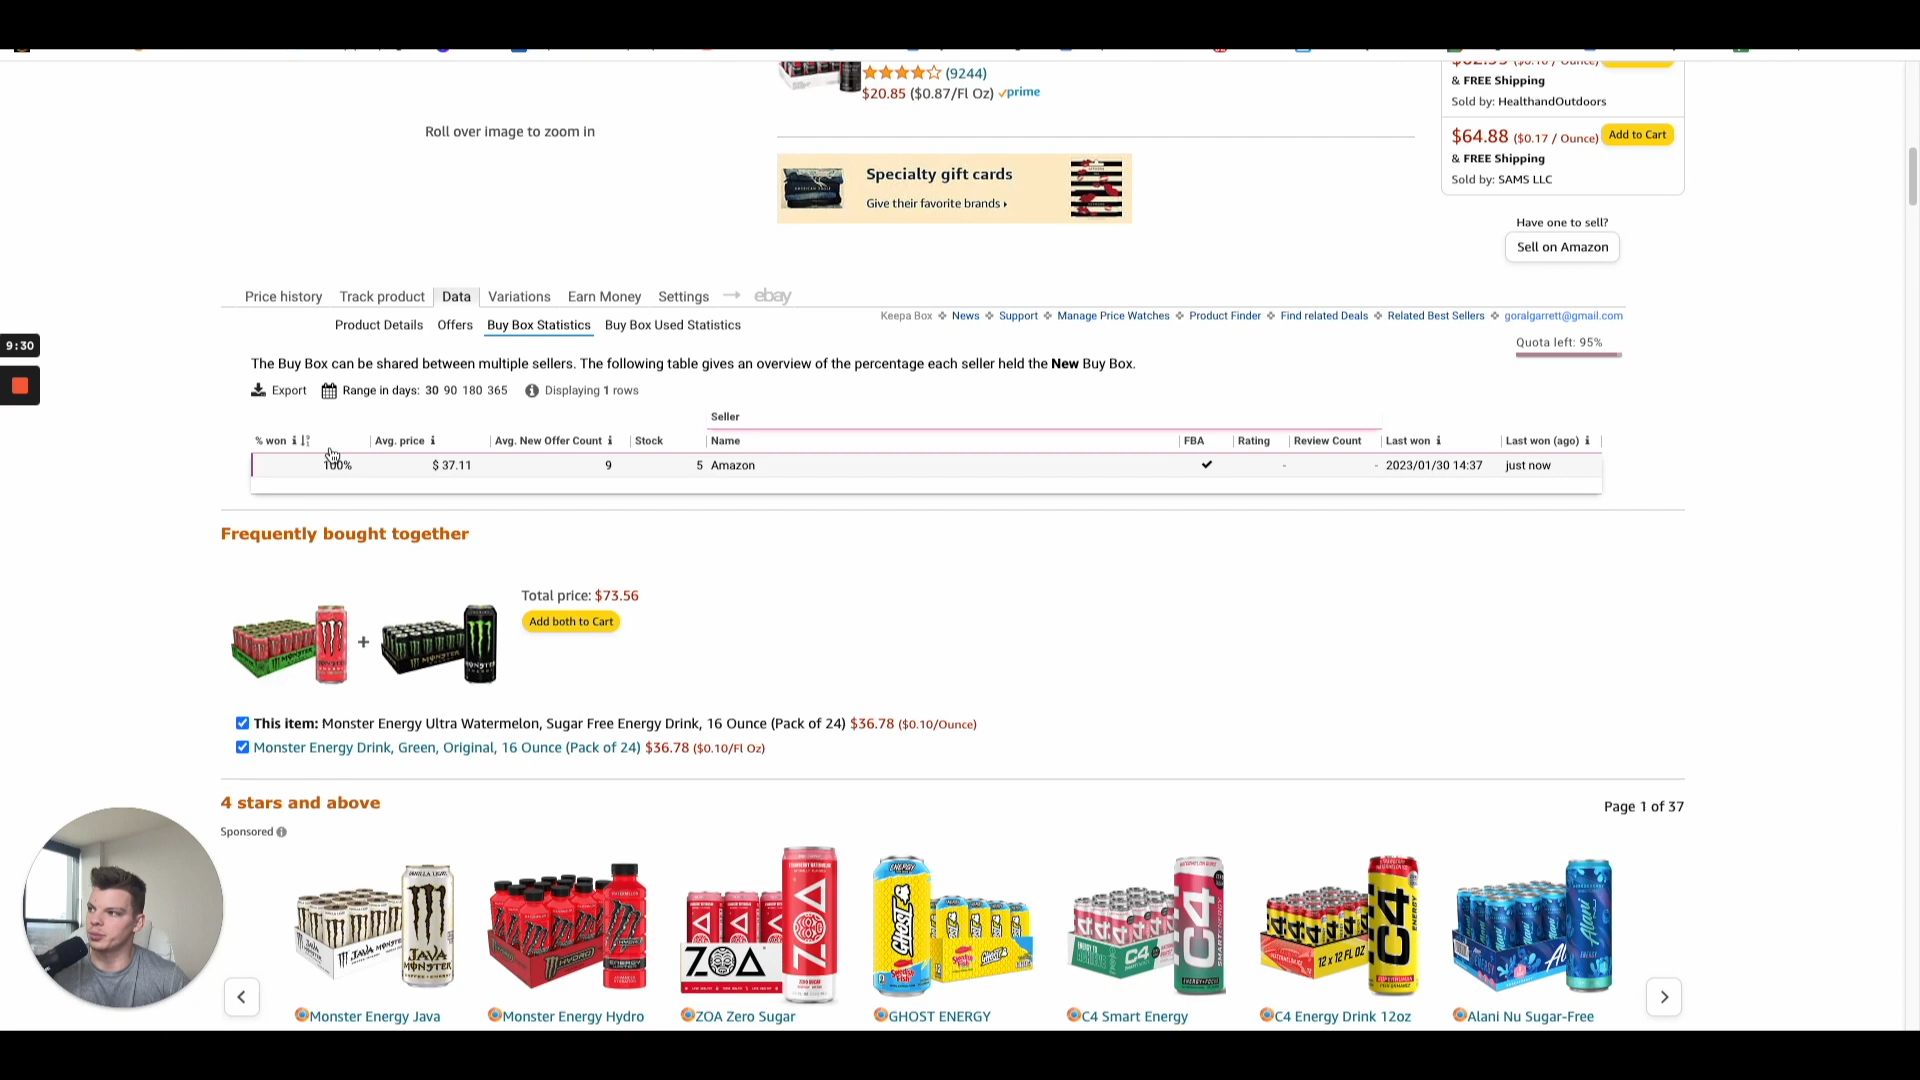 (9244)
$20.85 ($0.87/Fl Oz) prime
& FREE Shipping
Sold by: HealthandOutdoors
Roll over image to zoom in
$64.88 ($0.17 / Ounce) Add to Cart
& FREE Shipping
Sold by: SAMS LLC
Specialty gift cards
Give their favorite brands
Have one to sell?
Sell on Amazon
Price history Track product Data Variations Earn Money Settings ebay
Keepa Box News Support Manage Price Watches Product Finder Find related Deals Related Best Sellers goralgarrett@gmail.com
Product Details Offers Buy Box Statistics Buy Box Used Statistics
Quota left: 95%
9:30
The Buy Box can be shared between multiple sellers. The following table gives an overview of the percentage each seller held the New Buy Box.
Export Range in days: 30 90 180 365 Displaying 1 rows
Seller
% won Avg. price Avg. New Offer Count Stock Name FBA Rating Review Count Last won Last won (ago)
100% $ 37.11 9 5 Amazon - - 2023/01/30 14:37 just now
Frequently bought together
Total price: $73.56
Add both to Cart
+
This item: Monster Energy Ultra Watermelon, Sugar Free Energy Drink, 16 Ounce (Pack of 24) $36.78 ($0.10/Ounce)
Monster Energy Drink, Green, Original, 16 Ounce (Pack of 24) $36.78 ($0.10/Fl Oz)
4 stars and above
Page 1 of 37
Sponsored
Monster Energy Java
Monster Energy Hydro
ZOA Zero Sugar
GHOST ENERGY
C4 Smart Energy
C4 Energy Drink 12oz
Alani Nu Sugar-Free